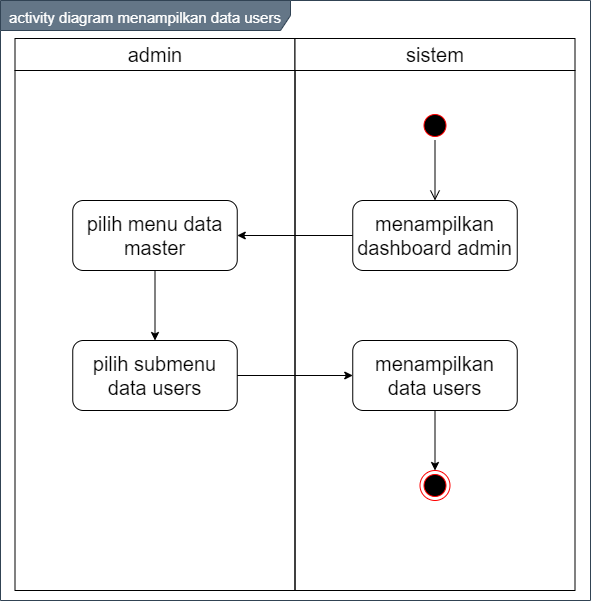 activity diagram menampilkan data users
admin
sistem
menampilkan
dashboard admin
pilih menu data
master
pilih submenu
data users
menampilkan
data users